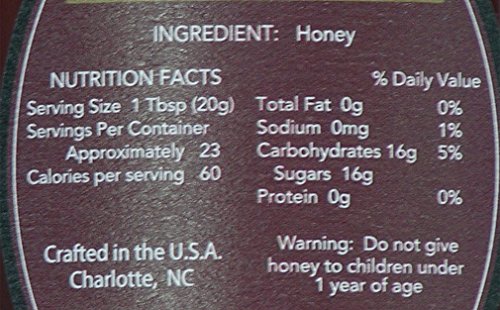 INGREDIENT: Honey
NUTRITION FACTS
Serving Size 1 Tbsp (20g)
Servings Per Container
Approximately 23
Calories per serving 60
% Daily Value
Total Fat 0g 0%
Sodium 0mg 1%
Carbohydrates 16g 5%
Sugars 16g
Protein 0g 0%
Crafted in the U.S.A.
Charlotte, NC
Warning: Do not give
honey to children under
1 year of age